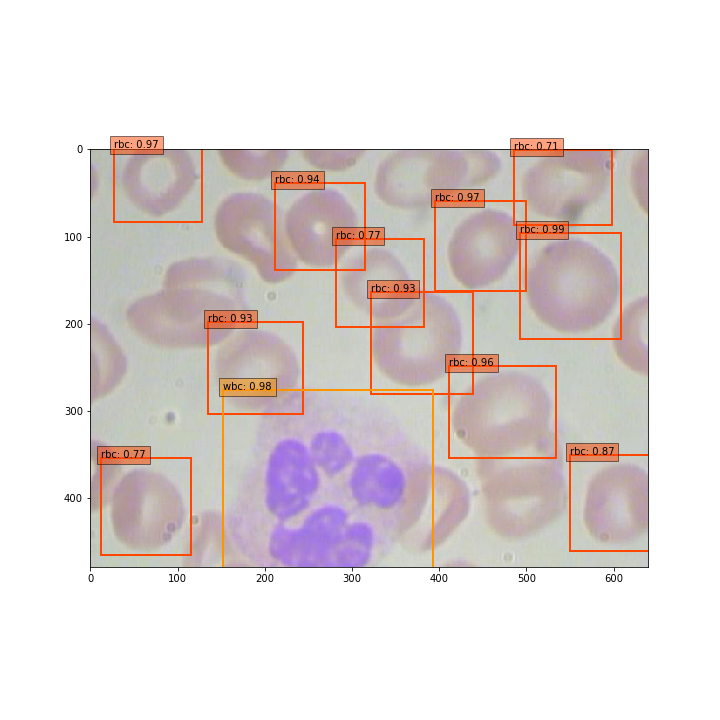 rbc: 0.97
rbc: 0.71
rbc: 0.94
rbc: 0.97
rbc: 0.77
rbc: 0.99
rbc: 0.93
rbc: 0.93
rbc: 0.96
wbc: 0.98
rbc: 0.77
rbc: 0.87
0
100
200
300
400
0 100 200 300 400 500 600